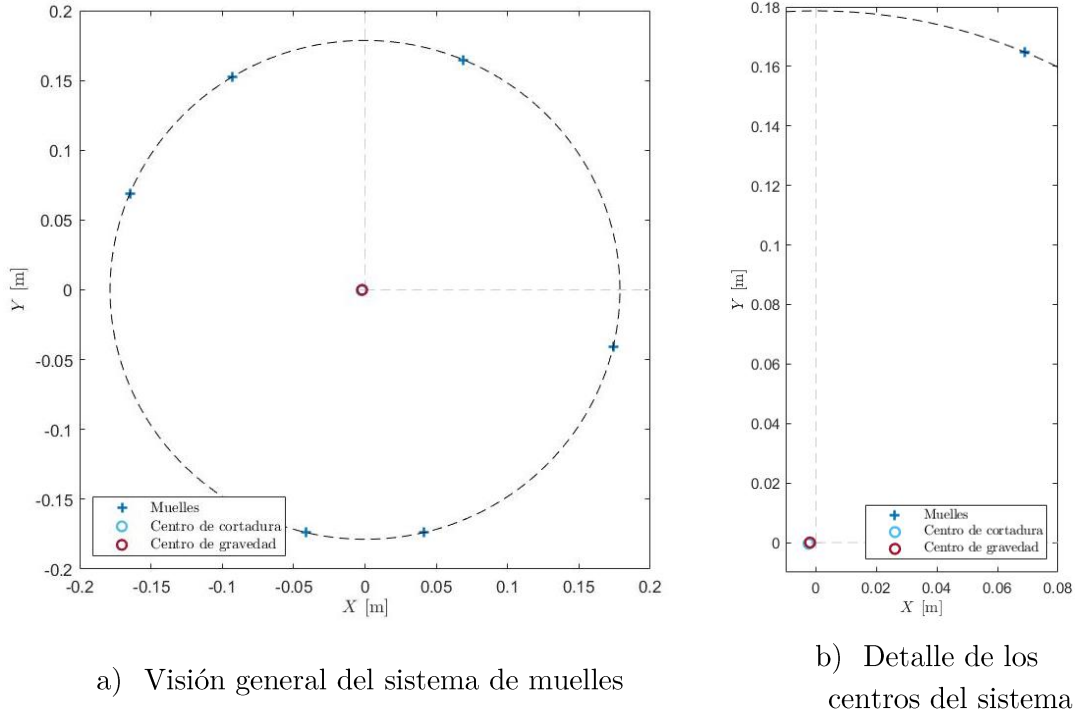 0.2
0.15
0.1
0.05
0
-0.05
-0.1
-0.15
-0.2
Y [m]
-0.2 -0.15 -0.1 -0.05 0 0.05 0.1 0.15 0.2
X [m]
Muelles
Centro de cortadura
Centro de gravedad
a) Visión general del sistema de muelles
0.18
0.16
0.14
0.12
0.1
0.08
0.06
0.04
0.02
0
Y [m]
0 0.02 0.04 0.06 0.08
X [m]
Muelles
Centro de cortadura
Centro de gravedad
b) Detalle de los
centros del sistema